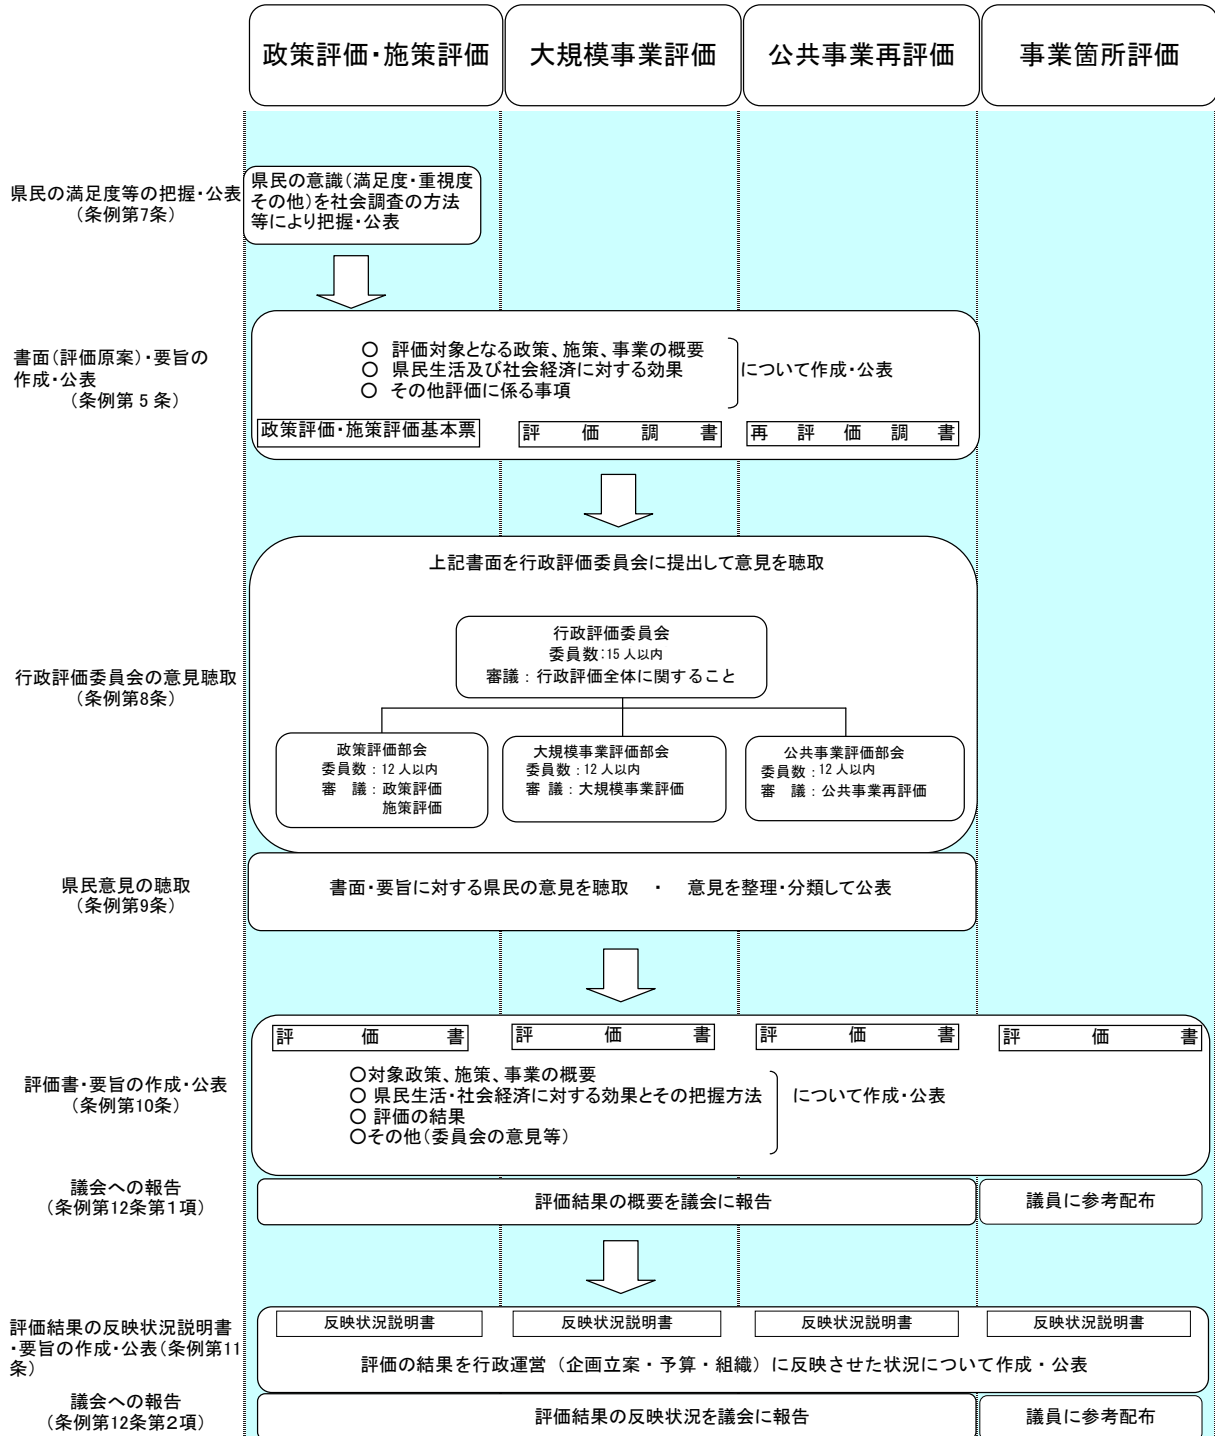 政策評価・施策評価
大規模事業評価
公共事業再評価
事業箇所評価
県民の満足度等の把握・公表
（条例第7条）
県民の意識（満足度・重視度
その他）を社会調査の方法
等により把握・公表
書面（評価原案）・要旨の
作成・公表
（条例第５条）
○ 評価対象となる政策、施策、事業の概要
○ 県民生活及び社会経済に対する効果
○ その他評価に係る事項
について作成・公表
政策評価・施策評価基本票
評価調書
再評価調書
上記書面を行政評価委員会に提出して意見を聴取
行政評価委員会の意見聴取
（条例第8条）
行政評価委員会
委員数：15人以内
審議：行政評価全体に関すること
政策評価部会
委員数：12人以内
審　議：政策評価
施策評価
大規模事業評価部会
委員数：12人以内
審 議：大規模事業評価
公共事業評価部会
委員数：12人以内
審　議：公共事業再評価
県民意見の聴取
（条例第9条）
書面・要旨に対する県民の意見を聴取　・　意見を整理・分類して公表
評価書
評価書
評価書
評価書
評価書・要旨の作成・公表
（条例第10条）
○対象政策、施策、事業の概要
○ 県民生活・社会経済に対する効果とその把握方法
○ 評価の結果
○その他（委員会の意見等）
について作成・公表
議会への報告
（条例第12条第１項）
評価結果の概要を議会に報告
議員に参考配布
評価結果の反映状況説明書
・要旨の作成・公表（条例第11
条）
反映状況説明書
反映状況説明書
反映状況説明書
反映状況説明書
評価の結果を行政運営（企画立案・予算・組織）に反映させた状況について作成・公表
議会への報告
（条例第12条第２項）
評価結果の反映状況を議会に報告
議員に参考配布